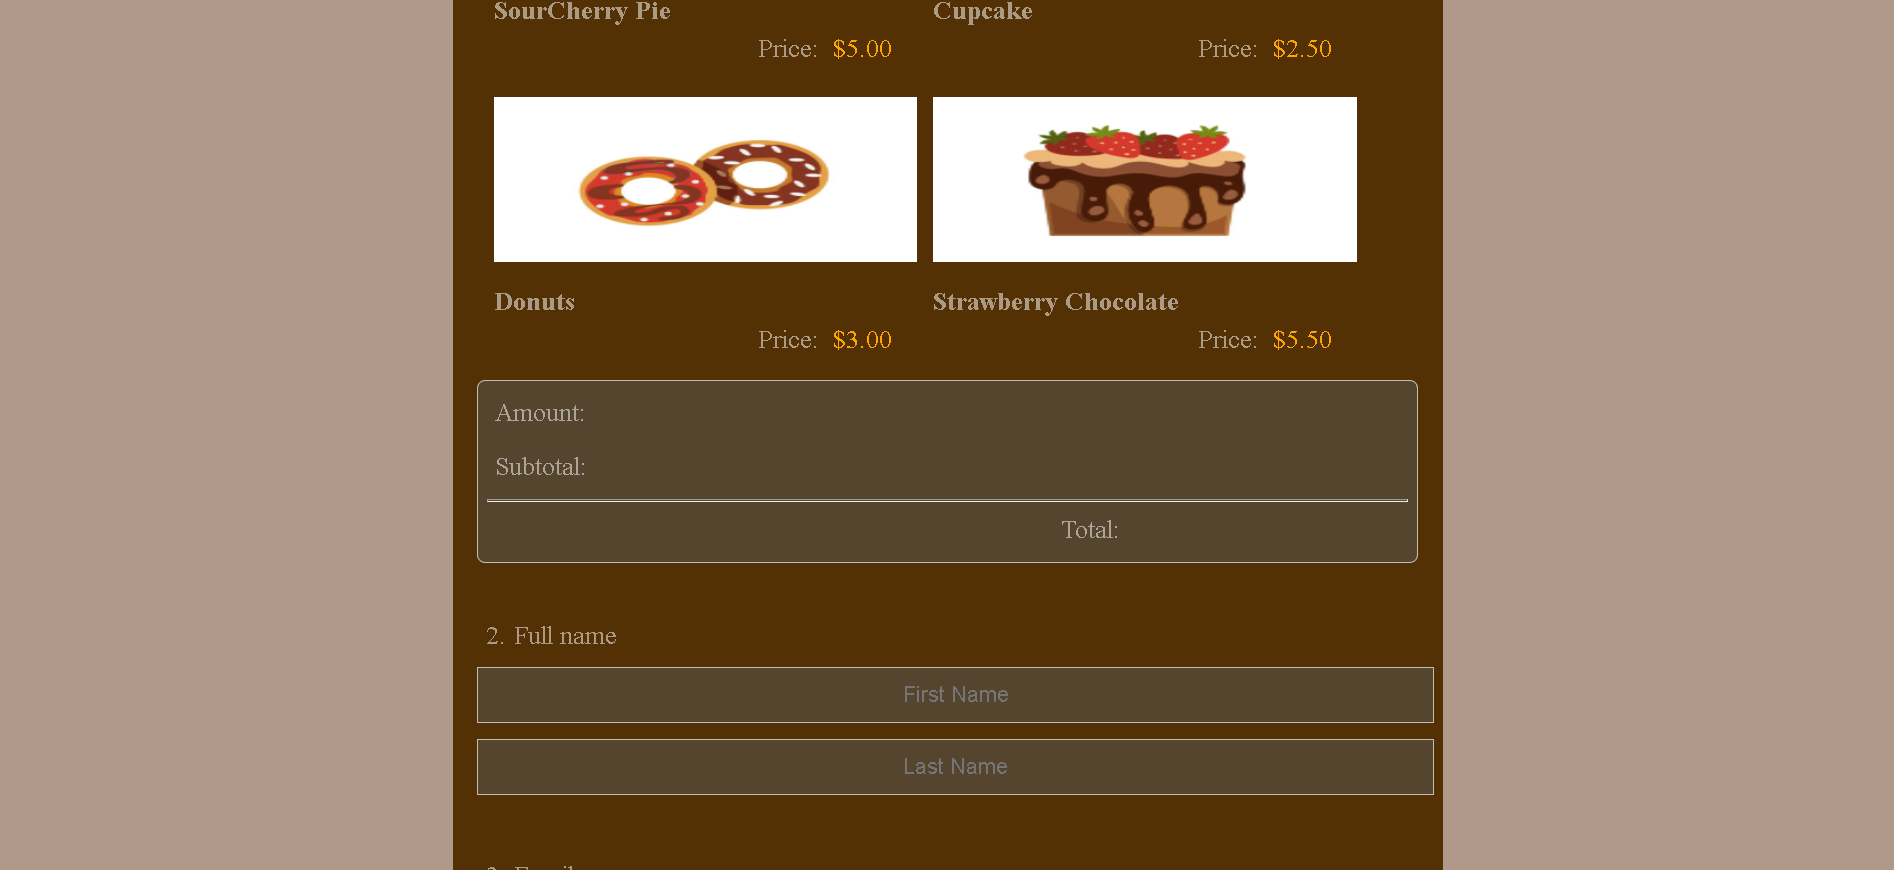 SourCherry Pie
Cupcake
Price: $5.00
Price: $2.50
Donuts
Strawberry Chocolate
Price: $3.00
Price: $5.50
Amount:
Subtotal:
Total:
2. Full name
First Name
Last Name